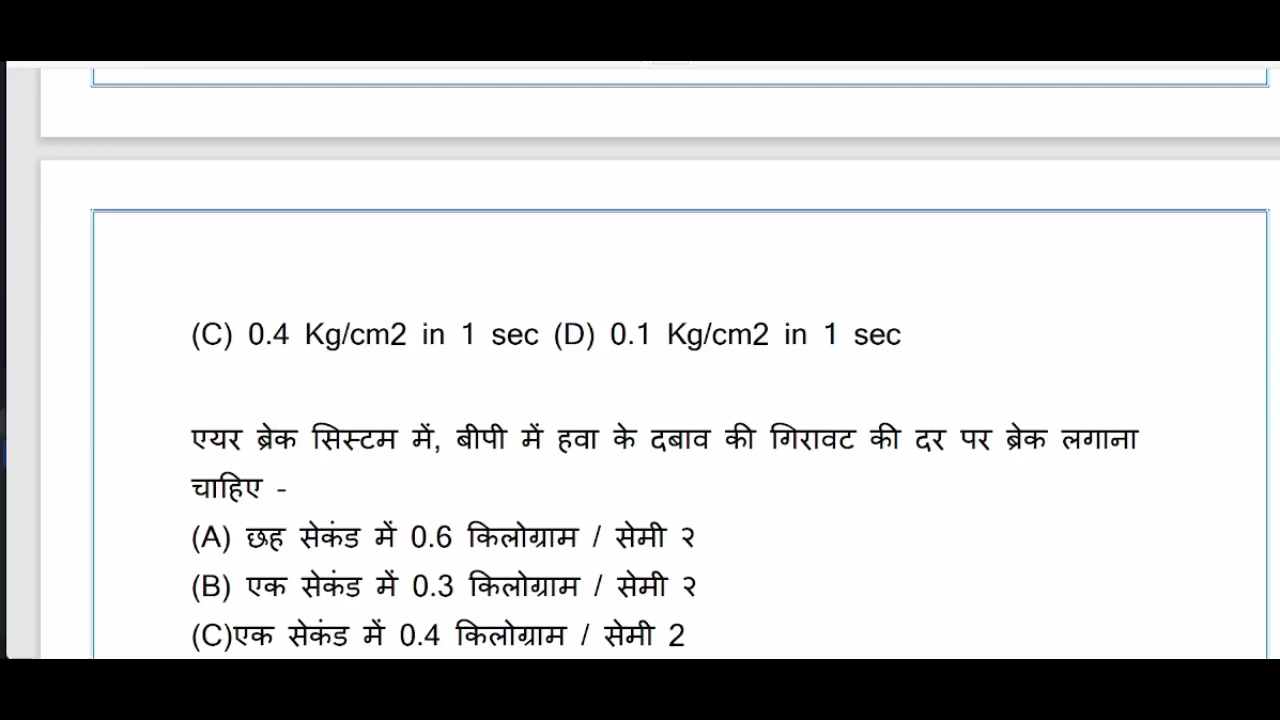 (C) 0.4 Kg/cm2 in 1 sec (D) 0.1 Kg/cm2 in 1 sec
एयर ब्रेक सिस्टम में, बीपी में हवा के दबाव की गिरावट की दर पर ब्रेक लगाना
चाहिए -
(A) छह सेकंड में 0.6 किलोग्राम / सेमी २
(B) एक सेकंड में 0.3 किलोग्राम / सेमी २
(C)एक सेकंड में 0.4 किलोग्राम / सेमी 2